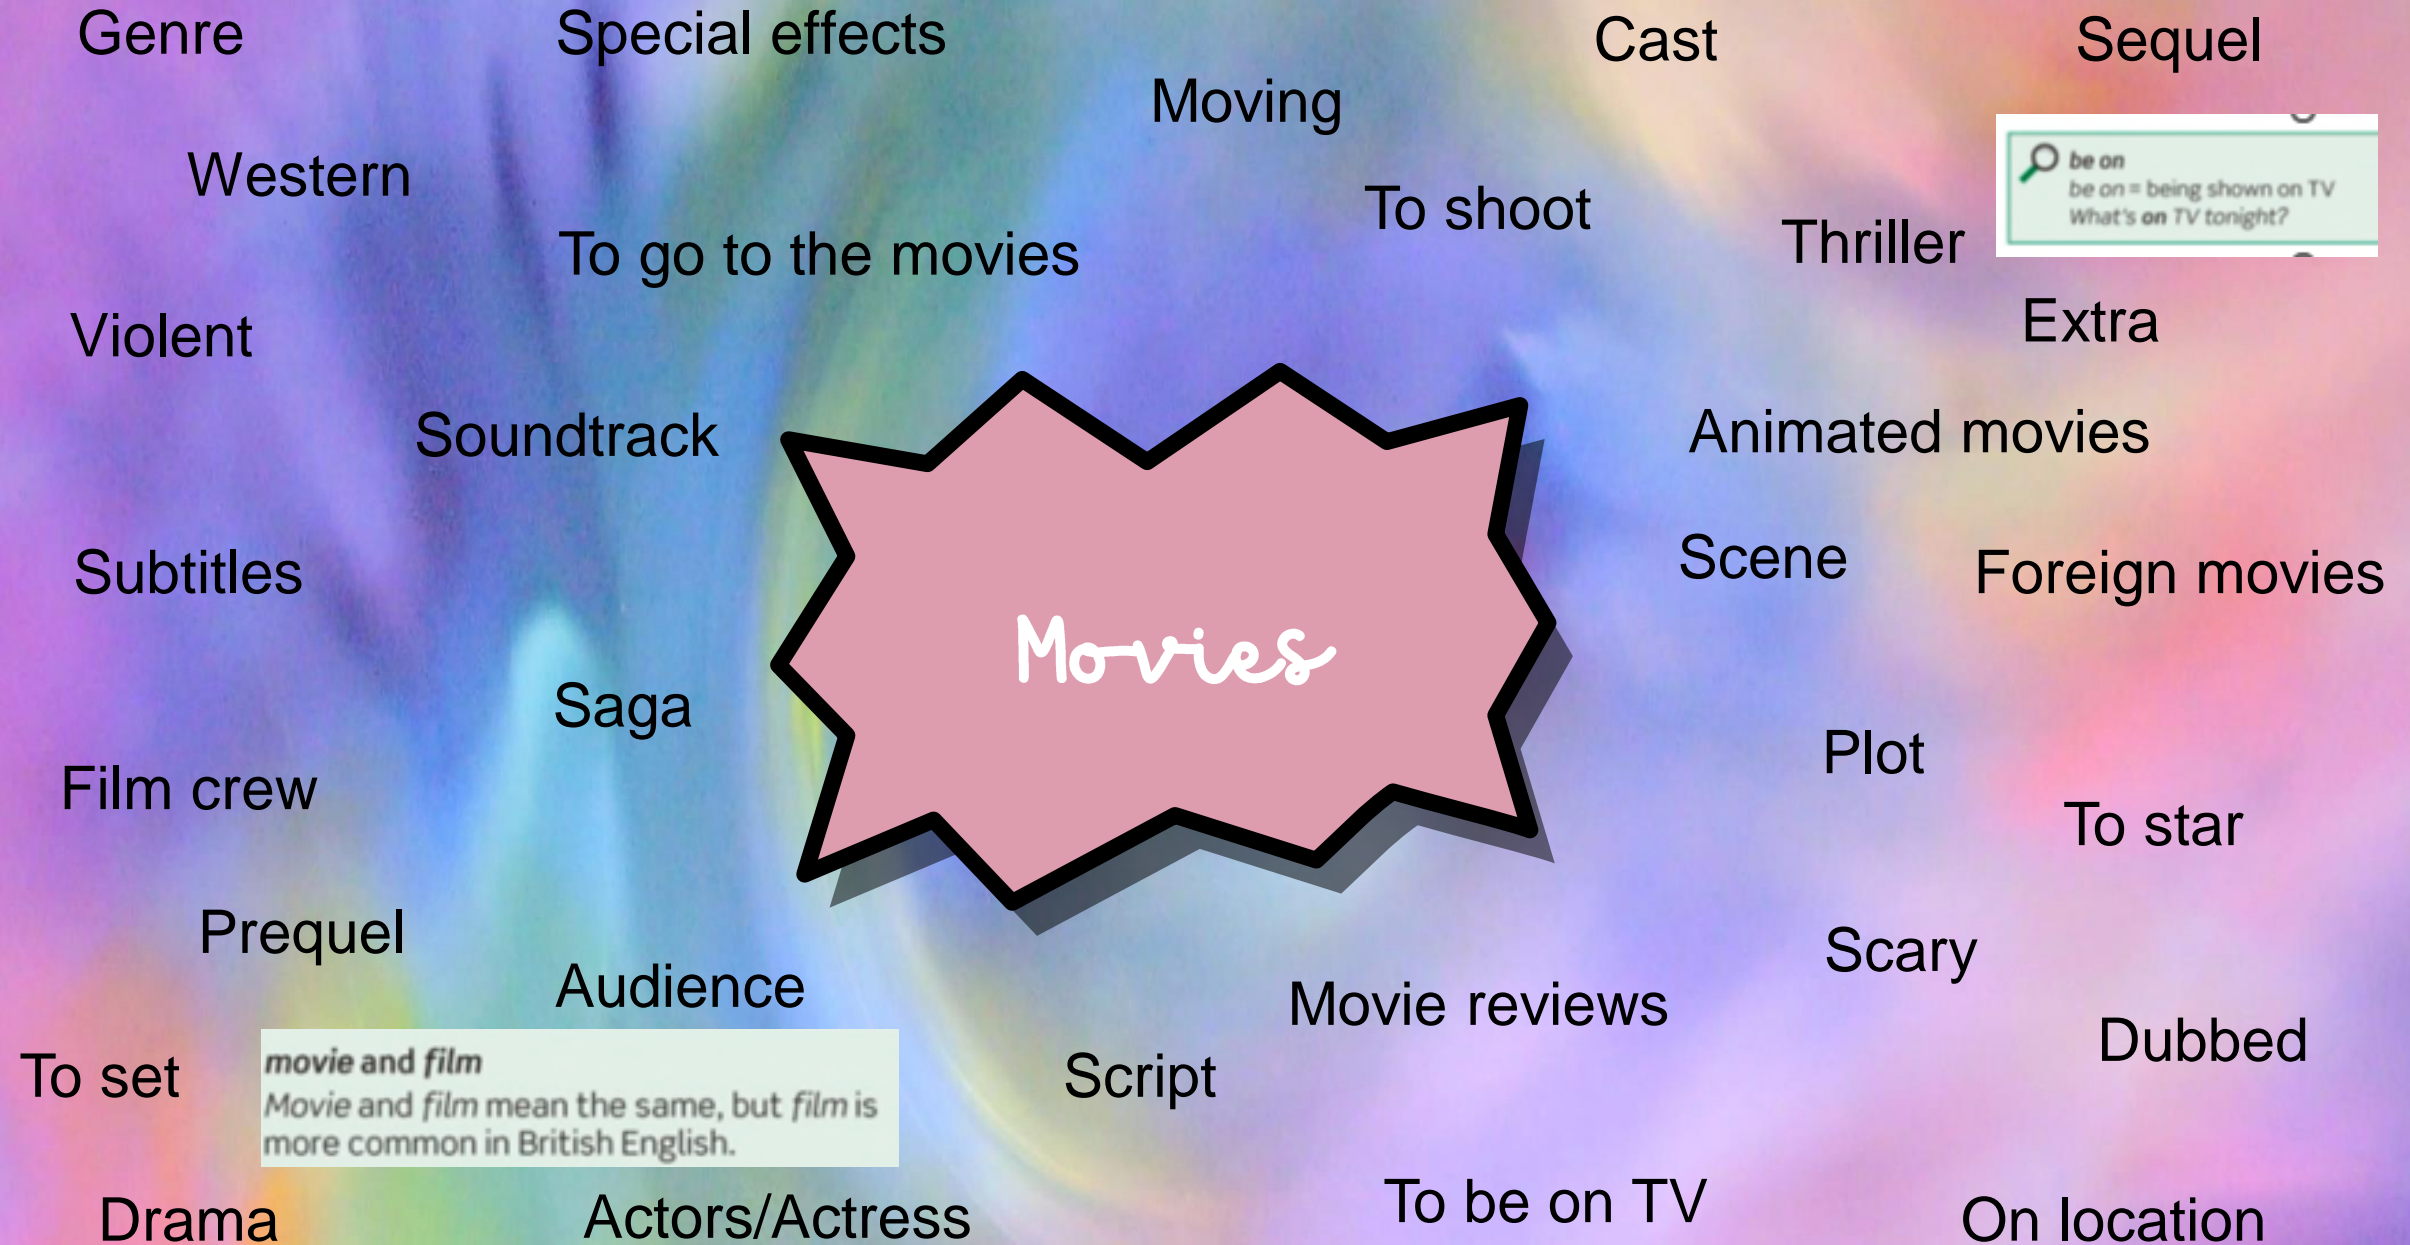 Genre
Special effects
Cast
Sequel
Moving
Western
be on
be on = being shown on TV
What's on TV tonight?
To shoot
Thriller
To go to the movies
Violent
Extra
Soundtrack
Animated movies
Subtitles
Scene
Foreign movies
Movies
Saga
Plot
Film crew
To star
Prequel
Scary
Audience
Movie reviews
Dubbed
To set
movie and film
Movie and film mean the same, but film is
more common in British English.
Script
To be on TV
Drama
Actors/Actress
On location